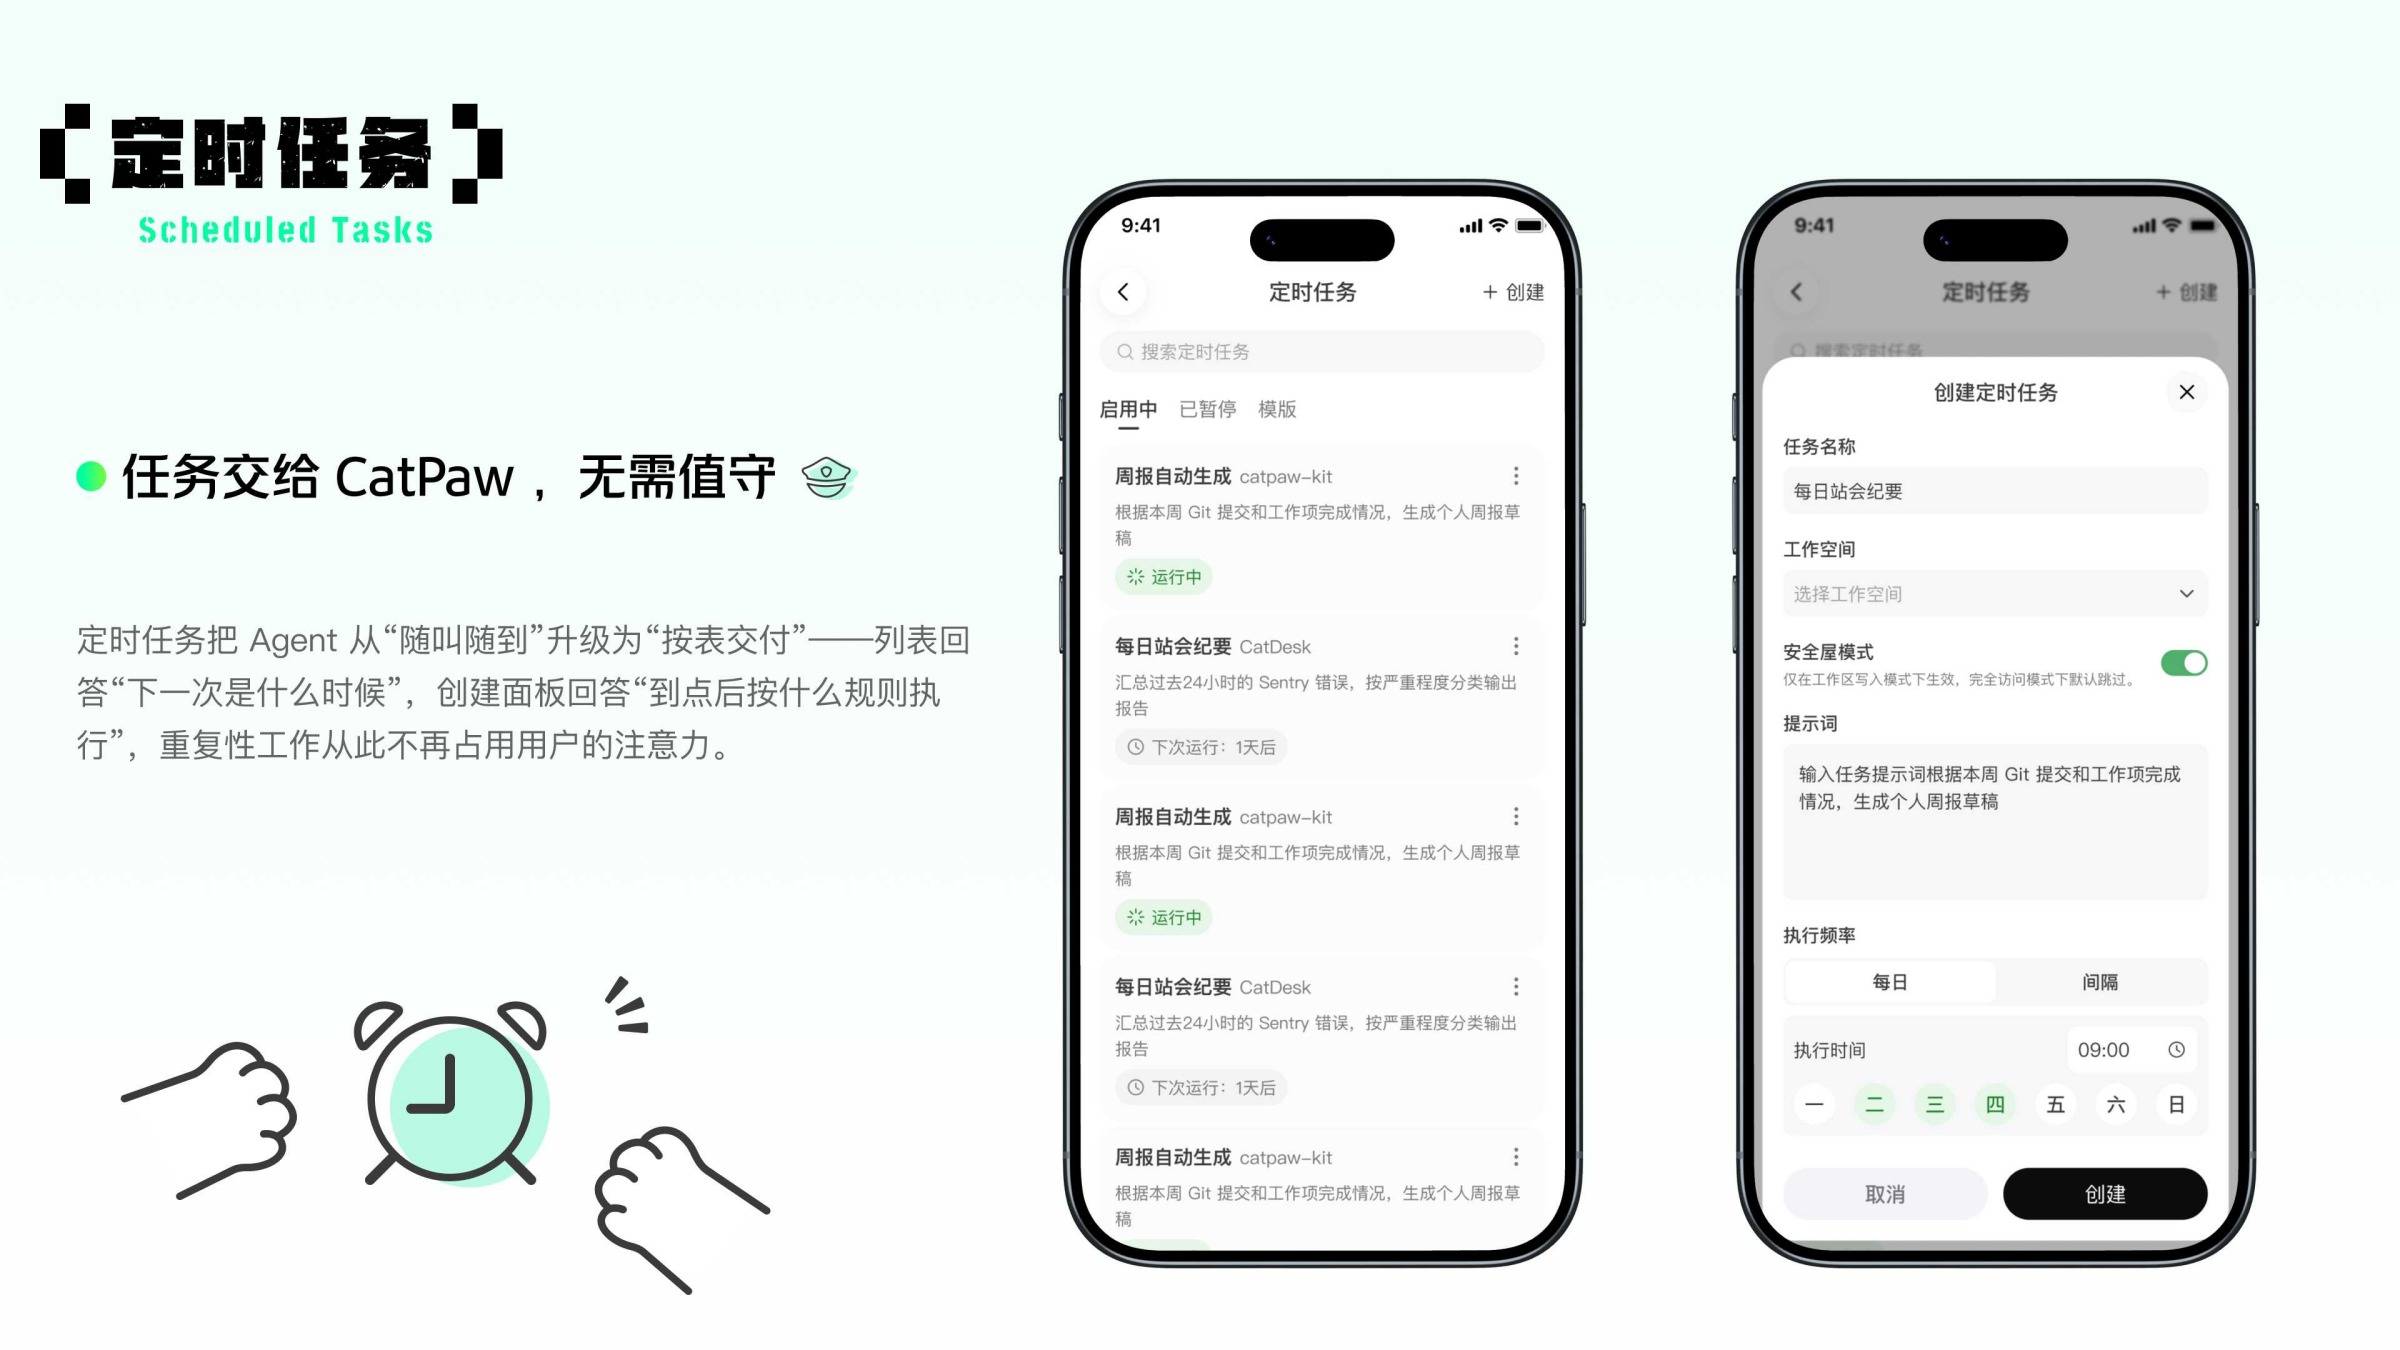 定时任务
Scheduled Tasks
任务交给 CatPaw ，无需值守
定时任务把 Agent 从“随叫随到”升级为“按表交付”——列表回
答“下一次是什么时候”，创建面板回答“到点后按什么规则执
行”，重复性工作从此不再占用用户的注意力。
9:41
定时任务
+ 创建
搜索定时任务
启用中 已暂停 模版
周报自动生成 catpaw-kit
根据本周 Git 提交和工作项完成情况，生成个人周报草
稿
运行中
每日站会纪要 CatDesk
汇总过去24小时的 Sentry 错误，按严重程度分类输出
报告
下次运行：1天后
周报自动生成 catpaw-kit
根据本周 Git 提交和工作项完成情况，生成个人周报草
稿
运行中
每日站会纪要 CatDesk
汇总过去24小时的 Sentry 错误，按严重程度分类输出
报告
下次运行：1天后
周报自动生成 catpaw-kit
根据本周 Git 提交和工作项完成情况，生成个人周报草
稿
9:41
定时任务
+ 创建
搜索定时任务
创建定时任务
任务名称
每日站会纪要
工作空间
选择工作空间
安全屋模式
仅在工作区写入模式下生效，完全访问模式下默认跳过。
提示词
输入任务提示词根据本周 Git 提交和工作项完成
情况，生成个人周报草稿
执行频率
每日 间隔
执行时间 09:00
一 二 三 四 五 六 日
取消 创建